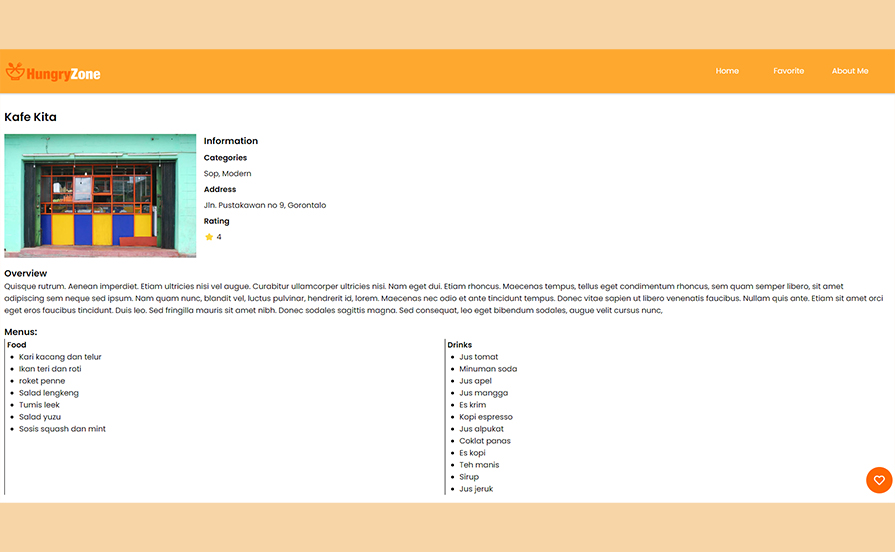 HungryZone
Home Favorite About Me
Kafe Kita
Information
Categories
Sop, Modern
Address
Jln. Pustakawan no 9, Gorontalo
Rating
4
Overview
Quisque rutrum. Aenean imperdiet. Etiam ultricies nisi vel augue. Curabitur ullamcorper ultricies nisi. Nam eget dui. Etiam rhoncus. Maecenas tempus, tellus eget condimentum rhoncus, sem quam semper libero, sit amet
adipiscing sem neque sed ipsum. Nam quam nunc, blandit vel, luctus pulvinar, hendrerit id, lorem. Maecenas nec odio et ante tincidunt tempus. Donec vitae sapien ut libero venenatis faucibus. Nullam quis ante. Etiam sit amet orci
eget eros faucibus tincidunt. Duis leo. Sed fringilla mauris sit amet nibh. Donec sodales sagittis magna. Sed consequat, leo eget bibendum sodales, augue velit cursus nunc,
Menus:
Food
Kari kacang dan telur
Ikan teri dan roti
roket penne
Salad lengkeng
Tumis leek
Salad yuzu
Sosis squash dan mint
Drinks
Jus tomat
Minuman soda
Jus apel
Jus mangga
Es krim
Kopi espresso
Jus alpukat
Coklat panas
Es kopi
Teh manis
Sirup
Jus jeruk